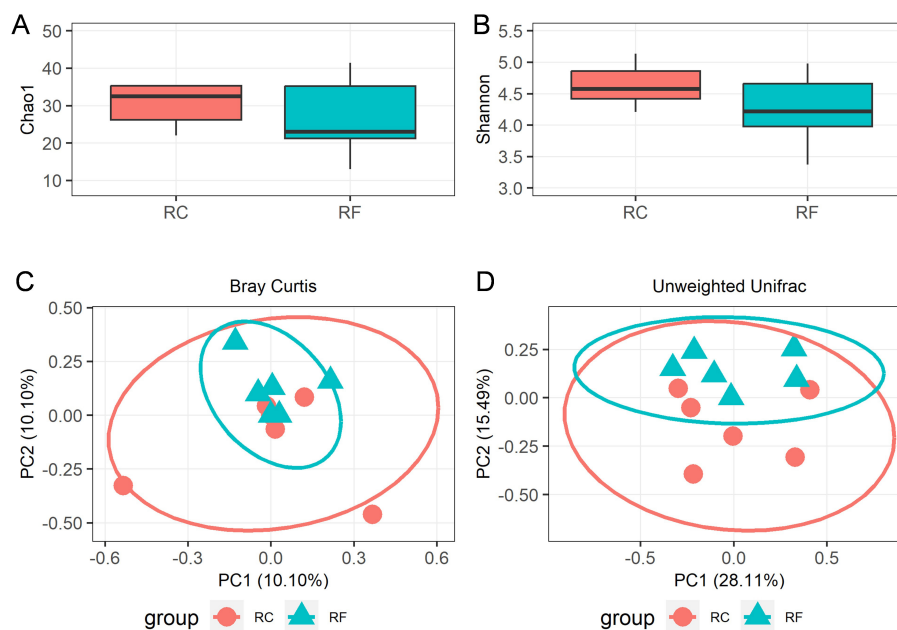 A
B
Chao1
50
40
30
20
10
RC
RF
Shannon
5.5
5.0
4.5
4.0
3.5
3.0
RC
RF
C
D
Bray Curtis
Unweighted Unifrac
PC2 (10.10%)
0.50
0.25
0.00
-0.25
-0.50
-0.6
-0.3
0.0
0.3
0.6
PC1 (10.10%)
PC2 (15.49%)
0.25
0.00
-0.25
-0.50
-0.5
0.0
0.5
PC1 (28.11%)
group RC RF
group RC RF